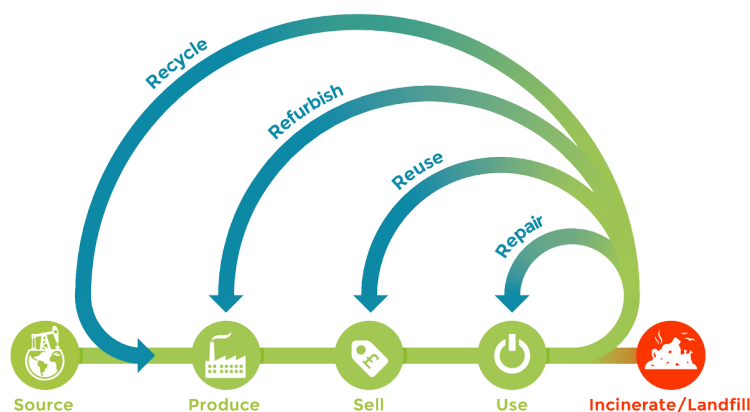 Recycle
Refurbish
Reuse
Repair
£
Source
Produce
Sell
Use
Incinerate/Landfill